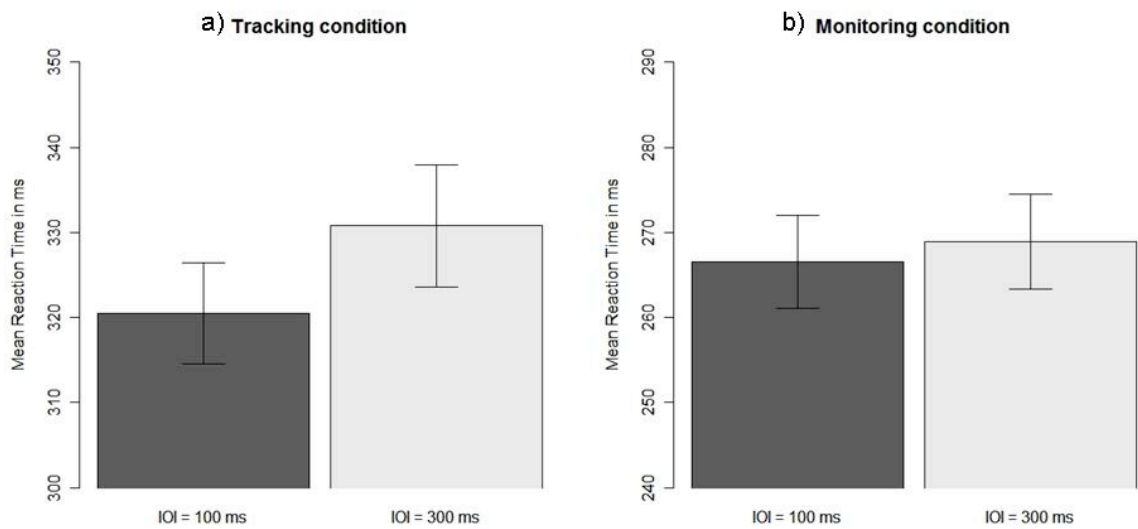 a) Tracking condition
Mean Reaction Time in ms
350
340
330
320
310
300
IOI = 100 ms
IOI = 300 ms
b) Monitoring condition
Mean Reaction Time in ms
290
280
270
260
250
240
IOI = 100 ms
IOI = 300 ms